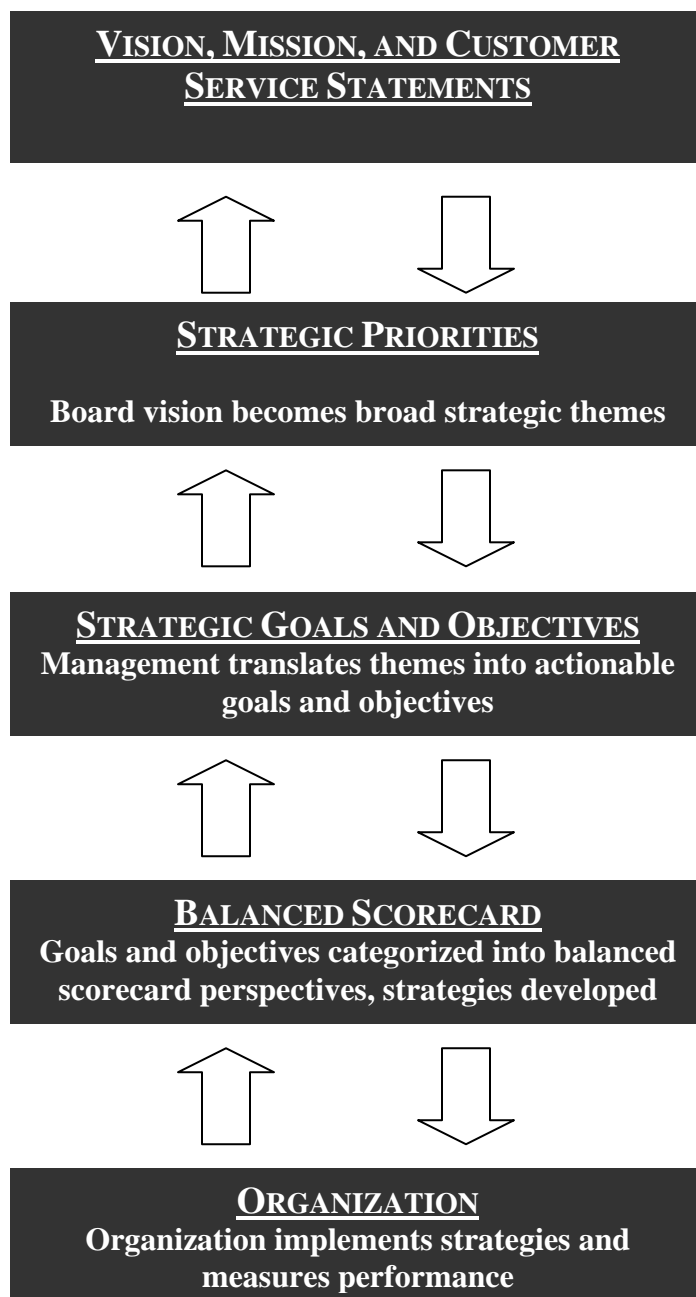 VISION, MISSION, AND CUSTOMER
SERVICE STATEMENTS
STRATEGIC PRIORITIES
Board vision becomes broad strategic themes
STRATEGIC GOALS AND OBJECTIVES
Management translates themes into actionable
goals and objectives
BALANCED SCORECARD
Goals and objectives categorized into balanced
scorecard perspectives, strategies developed
ORGANIZATION
Organization implements strategies and
measures performance